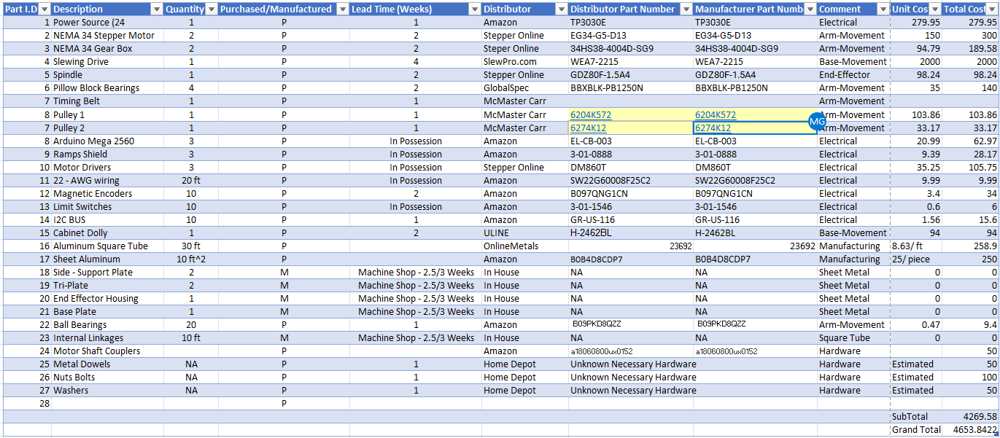 Part I.D Description Quantity Purchased/Manufactured Lead Time (Weeks) Distributor Distributor Part Number Manufacturer Part Numb Comment Unit Cos Total Cos
1 Power Source (24 1 P 1 Amazon TP3030E TP3030E Electrical 279.95 279.95
2 NEMA 34 Stepper Motor 2 P 2 Stepper Online EG34-G5-D13 EG34-G5-D13 Arm-Movement 150 300
3 NEMA 34 Gear Box 2 P 2 Steper Online 34HS38-4004D-SG9 34HS38-4004D-SG9 Arm-Movement 94.79 189.58
4 Slewing Drive 1 P 4 SlewPro.com WEA7-2215 WEA7-2215 Base-Movement 2000 2000
5 Spindle 1 P 2 Stepper Online GDZ80F-1.5A4 GDZ80F-1.5A4 End-Effector 98.24 98.24
6 Pillow Block Bearings 4 P 2 GlobalSpec BBXBLK-PB1250N BBXBLK-PB1250N Arm-Movement 35 140
7 Timing Belt 1 P 1 McMaster Carr Arm-Movement
8 Pulley 1 1 P 1 McMaster Carr 6204K572 6204K572 Arm-Movement 103.86 103.86
7 Pulley 2 1 P 1 McMaster Carr 6274K12 6274K12 MG Arm-Movement 33.17 33.17
8 Arduino Mega 2560 3 P In Possession Amazon EL-CB-003 EL-CB-003 Electrical 20.99 62.97
9 Ramps Shield 3 P In Possession Amazon 3-01-0888 3-01-0888 Electrical 9.39 28.17
10 Motor Drivers 3 P In Possession Stepper Online DM860T DM860T Electrical 35.25 105.75
11 22 - AWG wiring 20 ft P In Possession Amazon SW22G60008F25C2 SW22G60008F25C2 Electrical 9.99 9.99
12 Magnetic Encoders 10 P 2 Amazon B097QNG1CN B097QNG1CN Electrical 3.4 34
13 Limit Switches 10 P In Possession Amazon 3-01-1546 3-01-1546 Electrical 0.6 6
14 I2C BUS 10 P 1 Amazon GR-US-116 GR-US-116 Electrical 1.56 15.6
15 Cabinet Dolly 1 P 2 ULINE H-2462BL H-2462BL Base-Movement 94 94
16 Aluminum Square Tube 30 ft P OnlineMetals 23692 23692 Manufacturing 8.63/ ft 258.9
17 Sheet Aluminum 10 ft^2 P Amazon B0B4D8CDP7 B0B4D8CDP7 Manufacturing 25/ piece 250
18 Side - Support Plate 2 M Machine Shop - 2.5/3 Weeks In House NA NA Sheet Metal 0 0
19 Tri-Plate 2 M Machine Shop - 2.5/3 Weeks In House NA NA Sheet Metal 0 0
20 End Effector Housing 1 M Machine Shop - 2.5/3 Weeks In House NA NA Sheet Metal 0 0
21 Base Plate 1 M Machine Shop - 2.5/3 Weeks In House NA NA Sheet Metal 0 0
22 Ball Bearings 20 P 1 Amazon B09PKD8QZZ B09PKD8QZZ Arm-Movement 0.47 9.4
23 Internal Linkages 10 ft M Machine Shop - 2.5/3 Weeks In House NA NA Square Tube 0 0
24 Motor Shaft Couplers P Amazon a18060800ux0152 a18060800ux0152 Hardware 50
25 Metal Dowels NA P 1 Home Depot Unknown Necessary Hardware Hardware Estimated 50
26 Nuts Bolts NA P 1 Home Depot Unknown Necessary Hardware Hardware Estimated 100
27 Washers NA P 1 Home Depot Unknown Necessary Hardware Hardware Estimated 50
28 P
SubTotal 4269.58
Grand Total 4653.8422